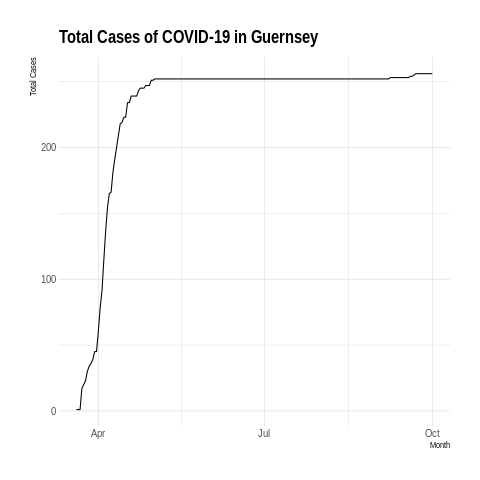 Total Cases of COVID-19 in Guernsey
Total Cases
200
100
0
Apr Jul Oct
Month